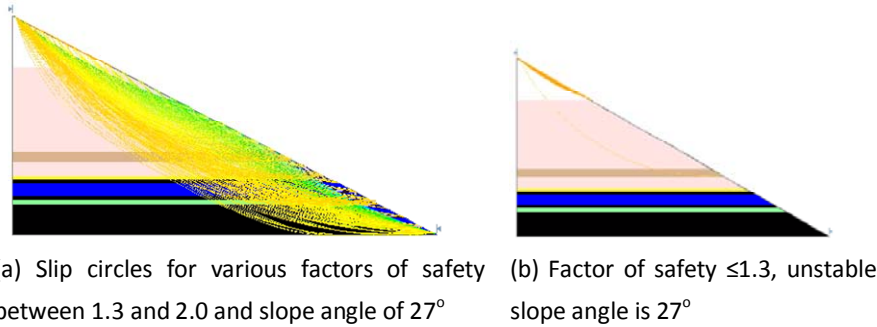 (a) Slip circles for various factors of safety
between 1.3 and 2.0 and slope angle of 27°
(b) Factor of safety ≤1.3, unstable
slope angle is 27°